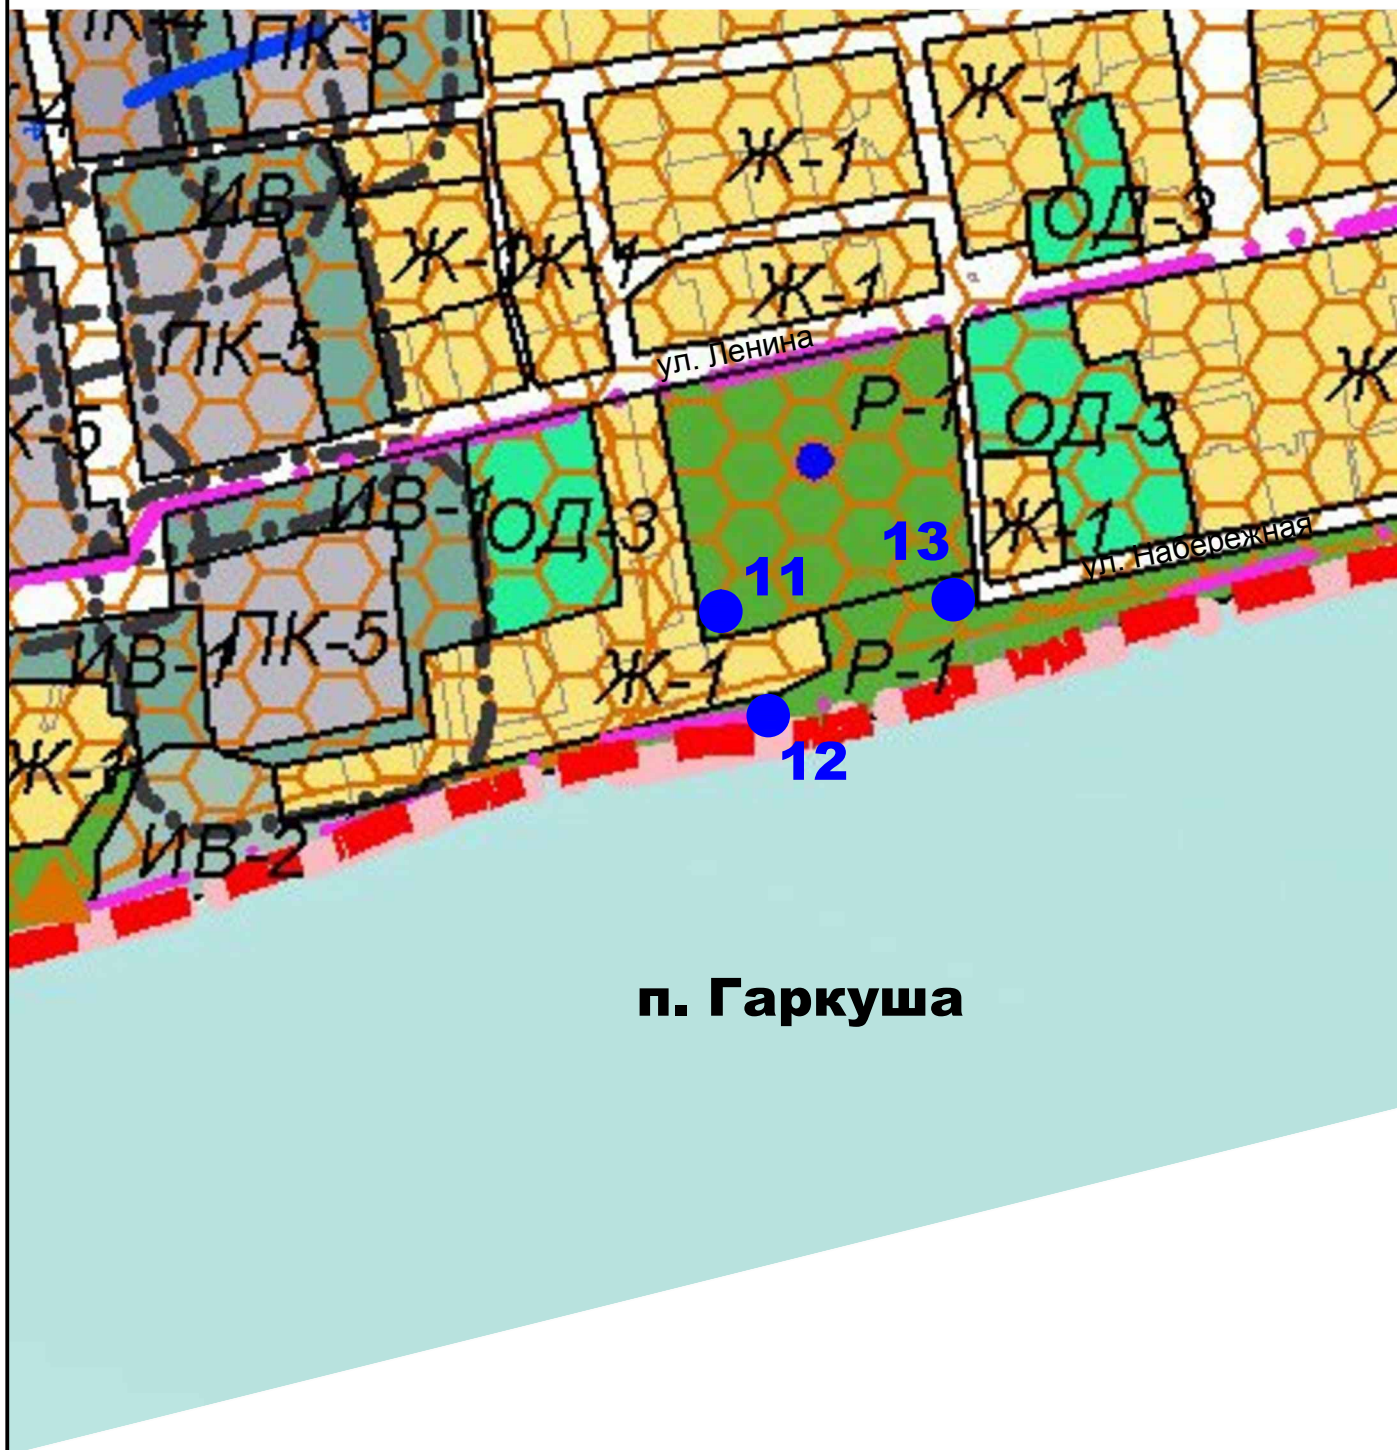 ПК-5
Ж-1
Ж-1
ИВ-1
ОД-3
Ж-1
Ж-1
Ж-1
ПК-5
ул. Ленина
Р-1
Ж
К-5
ОД-3
ИВ-1
ОД-3
Ж-1
13
ул. Набережная
11
ИВ-1
ПК-5
Ж-1
Р-1
Ж-1
12
ИВ-2
п. Гаркуша